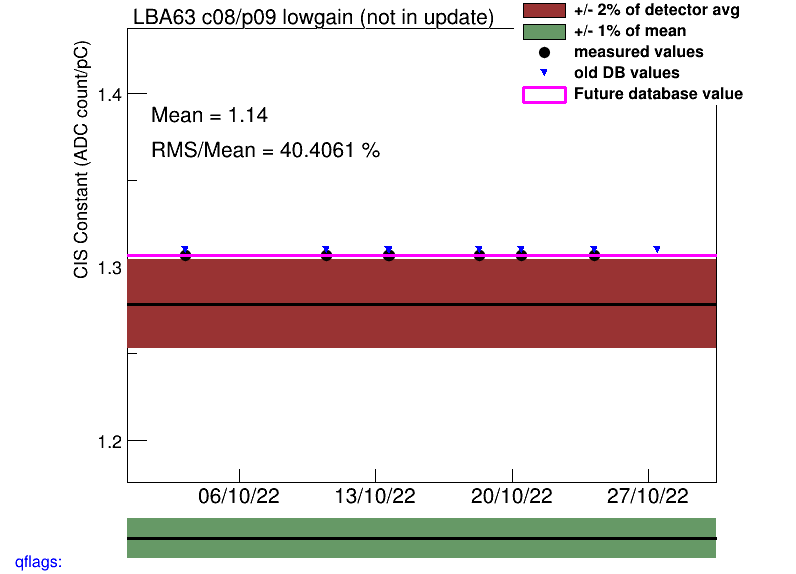 LBA63 c08/p09 lowgain (not in update)
+/- 2% of detector avg
+/- 1% of mean
measured values
old DB values
Future database value
CIS Constant (ADC count/pC)
1.4
Mean = 1.14
RMS/Mean = 40.4061 %
1.3
1.2
06/10/22 13/10/22 20/10/22 27/10/22
qflags: